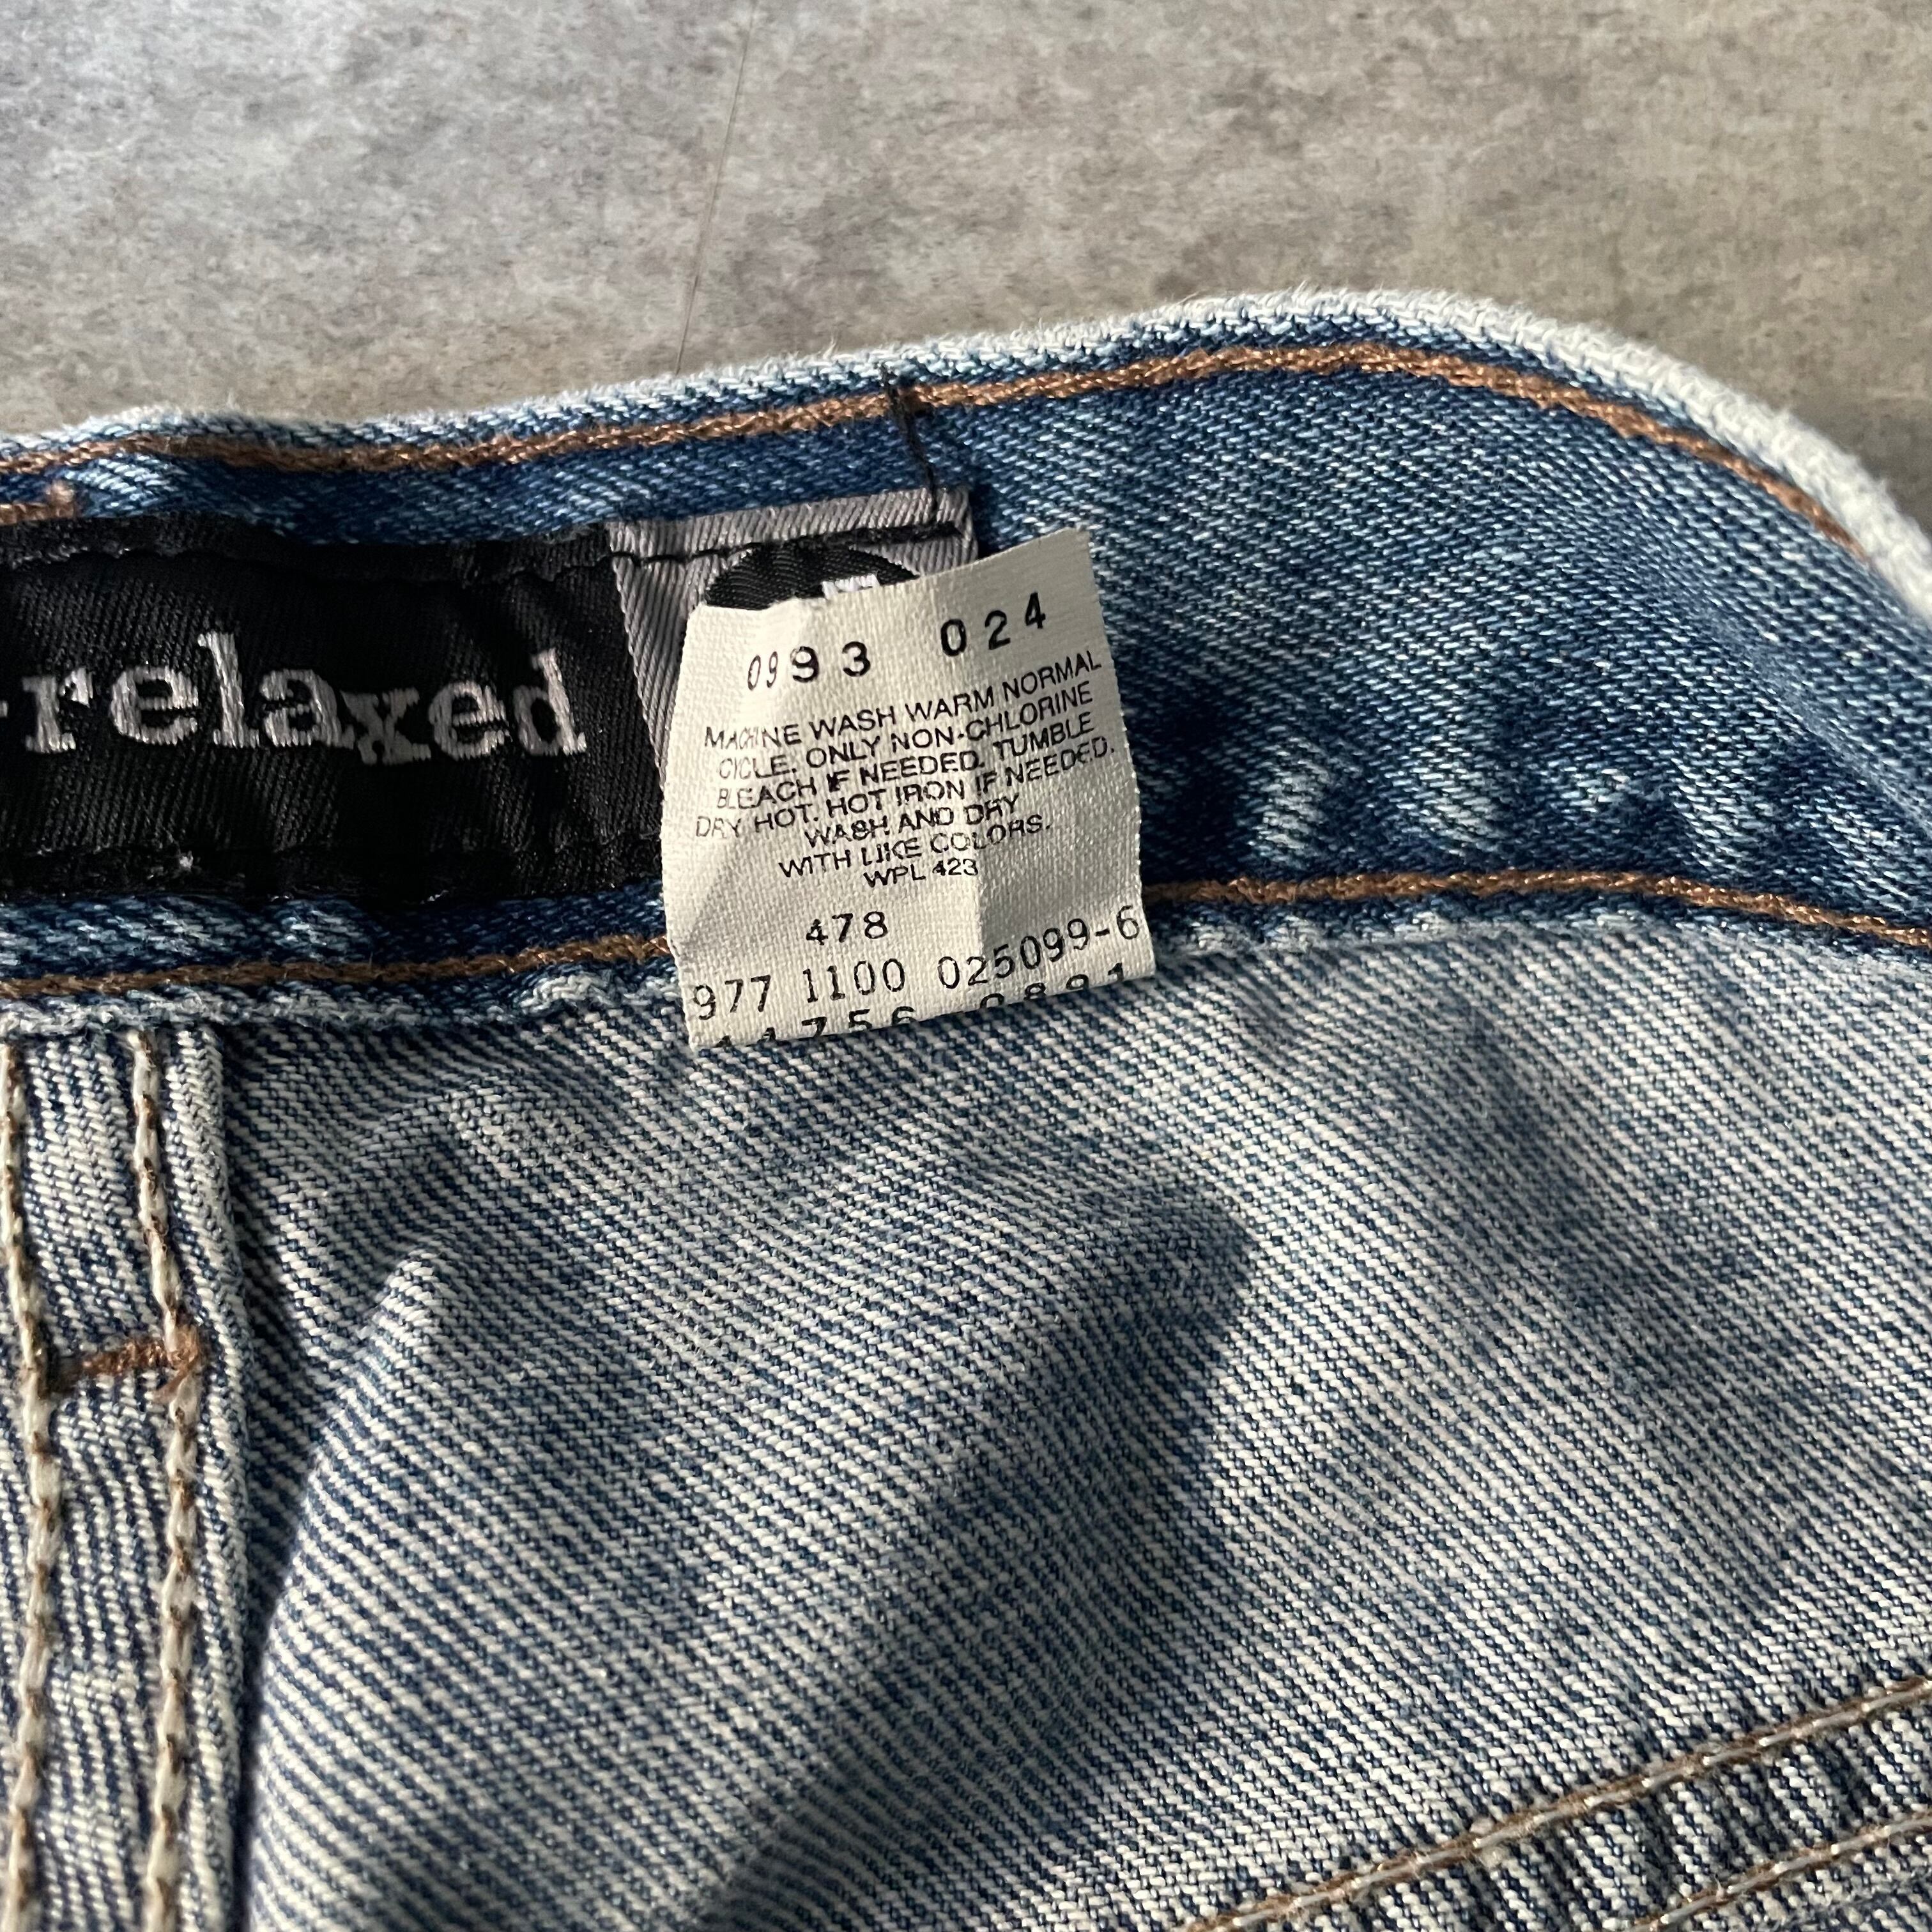 -relaxed
0993 024
MACHINE WASH WARM NORMAL
CICLE. ONLY NON-CHLORINE
BLEACH IF NEEDED. TUMBLE
DRY HOT. HOT IRON IF NEEDED.
WASH AND DRY
WITH LIKE COLORS.
WPL 423
478
977 1100 025099-6